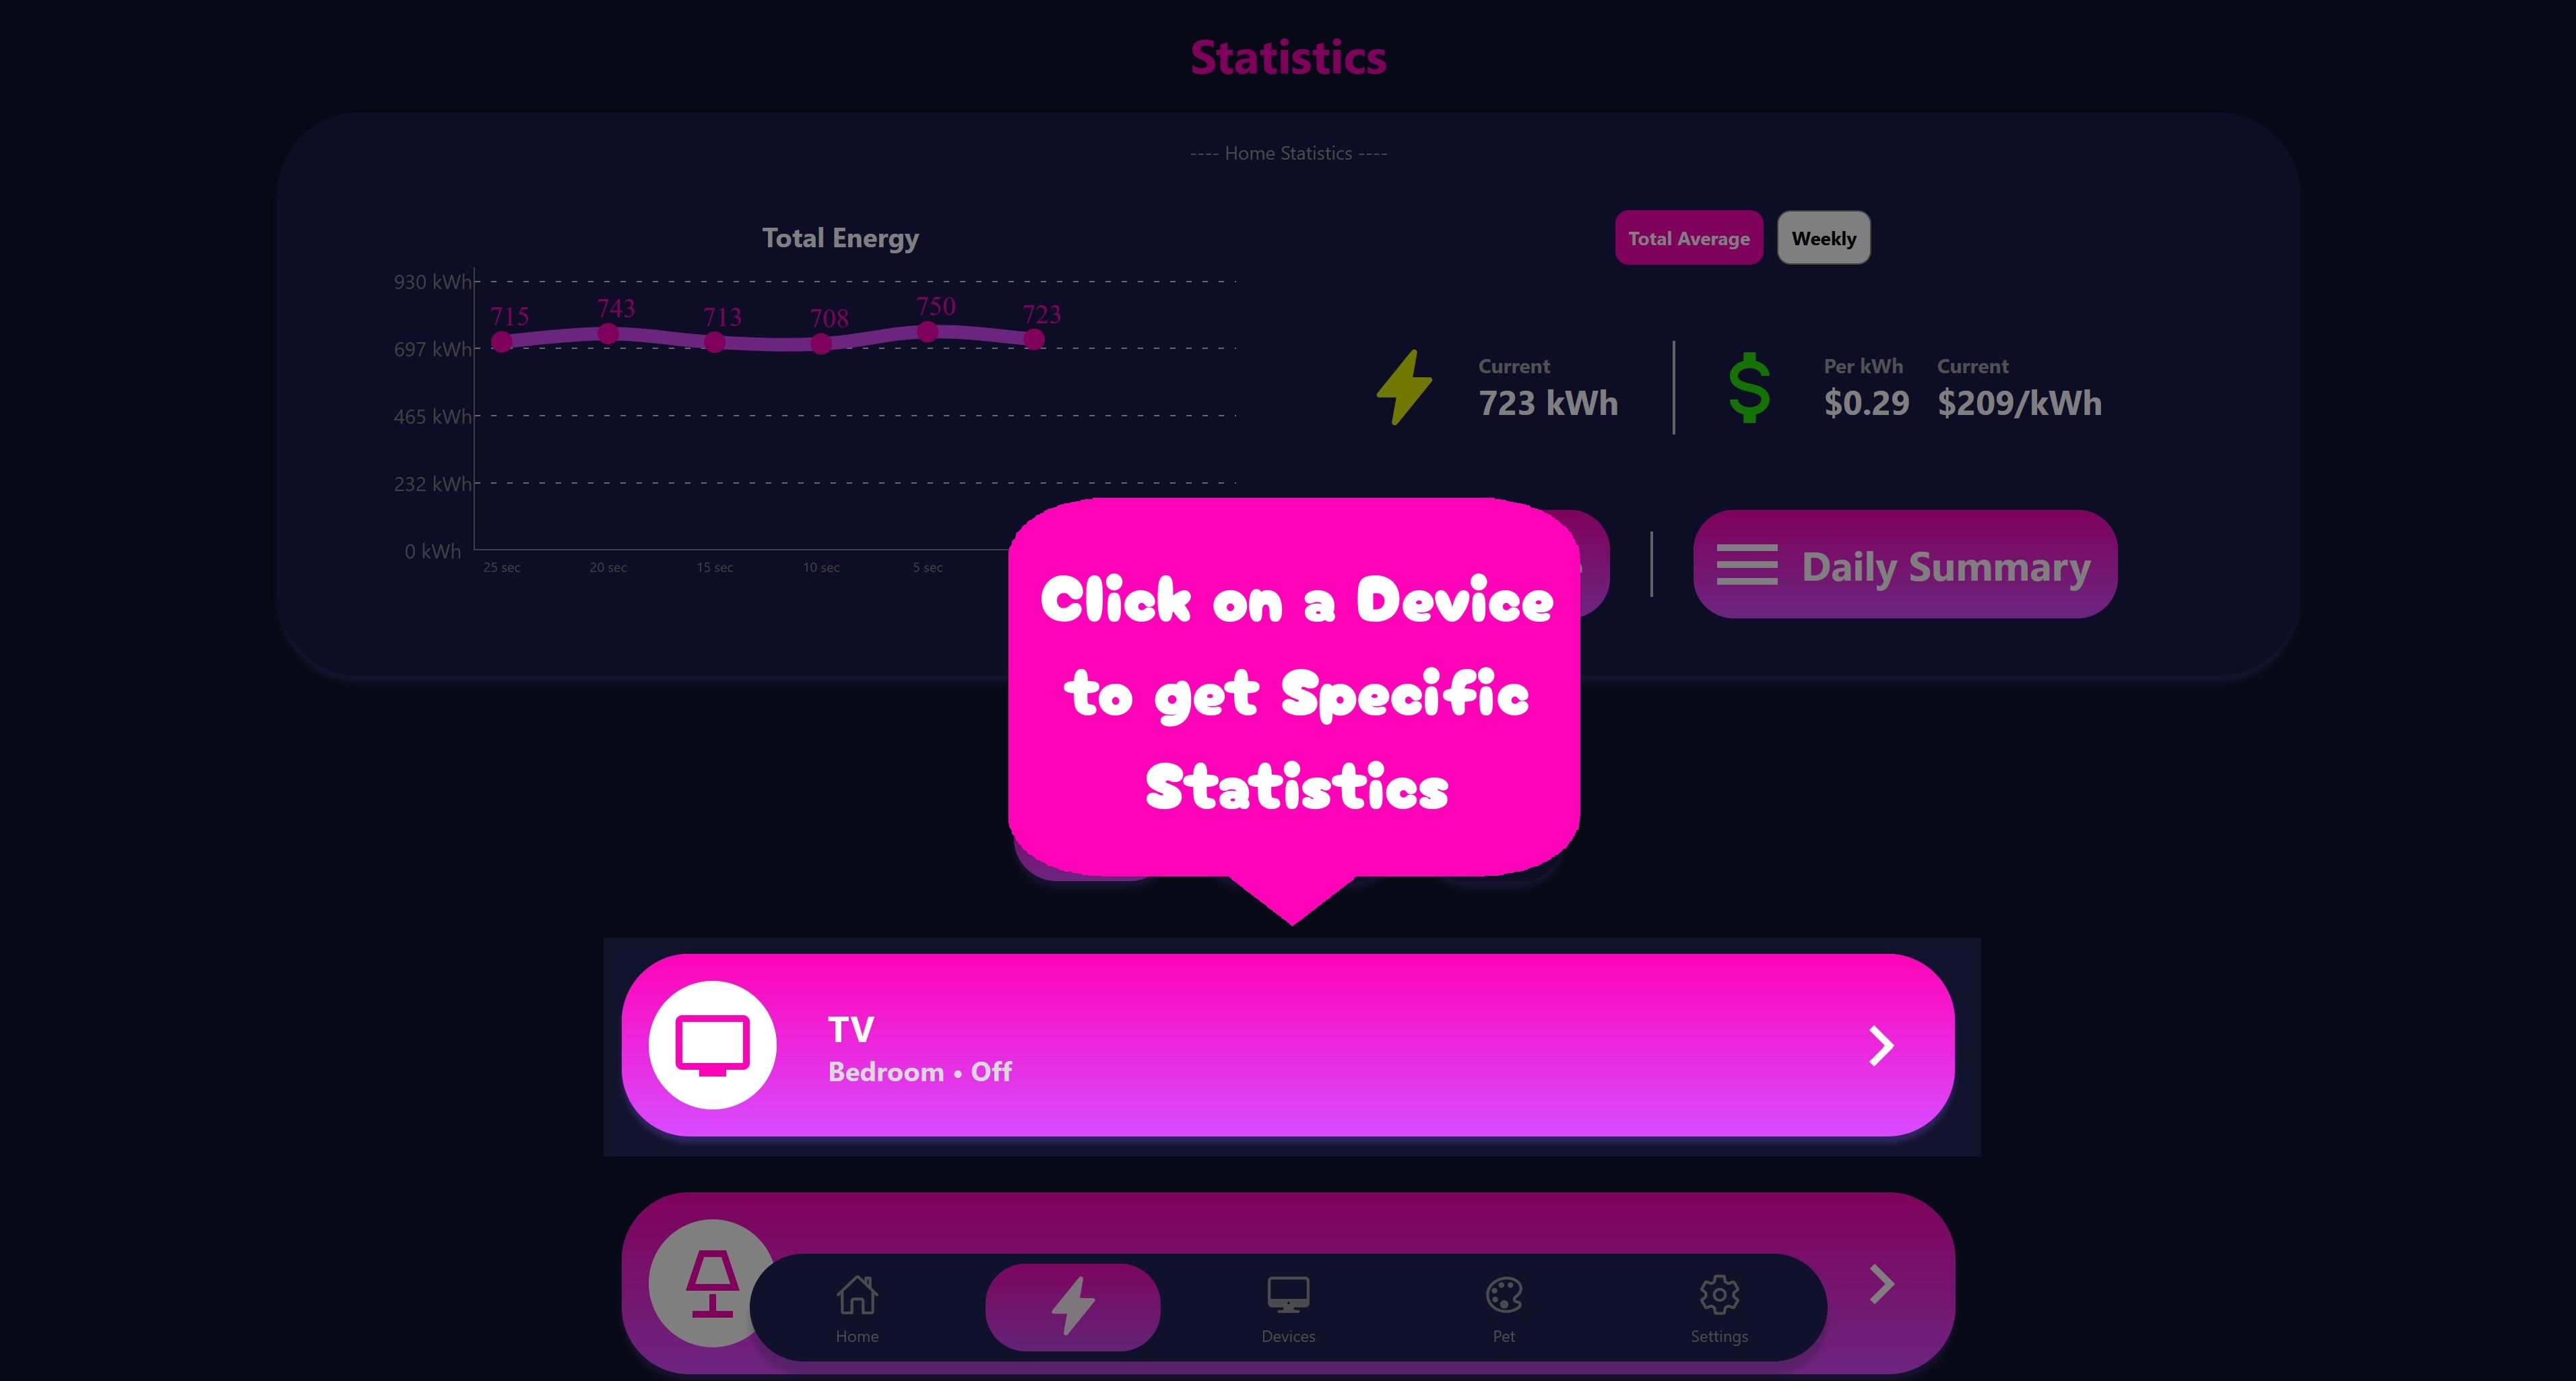 Statistics
---- Home Statistics ----
Total Energy
930 kWh
697 kWh
465 kWh
232 kWh
0 kWh
715
743
713
708
750
723
25 sec
20 sec
15 sec
10 sec
5 sec
Total Average
Weekly
Current
723 kWh
Per kWh
$0.29
Current
$209/kWh
Daily Summary
Click on a Device
to get Specific
Statistics
TV
Bedroom • Off
Home
Devices
Pet
Settings